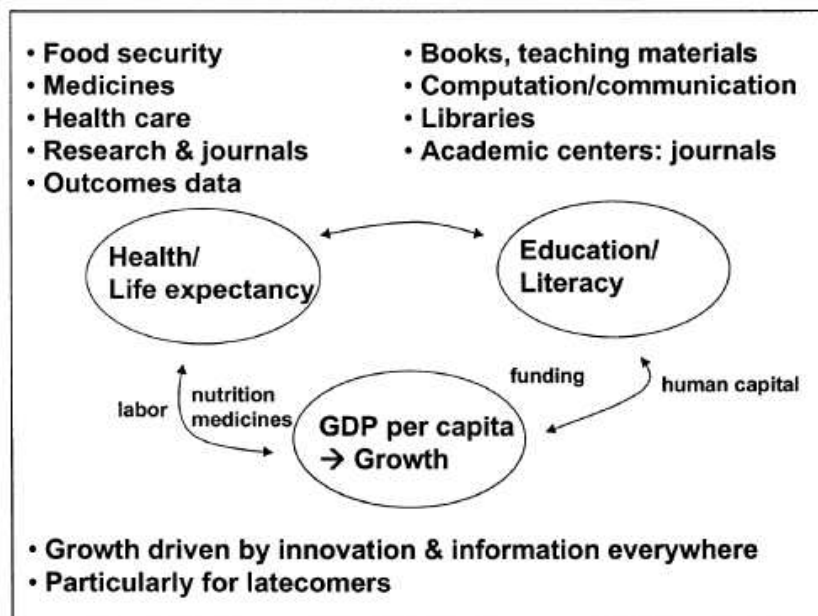 • Food security
• Medicines
• Health care
• Research & journals
• Outcomes data
• Books, teaching materials
• Computation/communication
• Libraries
• Academic centers: journals
Health/
Life expectancy
Education/
Literacy
labor
nutrition
medicines
funding
human capital
GDP per capita
→ Growth
• Growth driven by innovation & information everywhere
• Particularly for latecomers